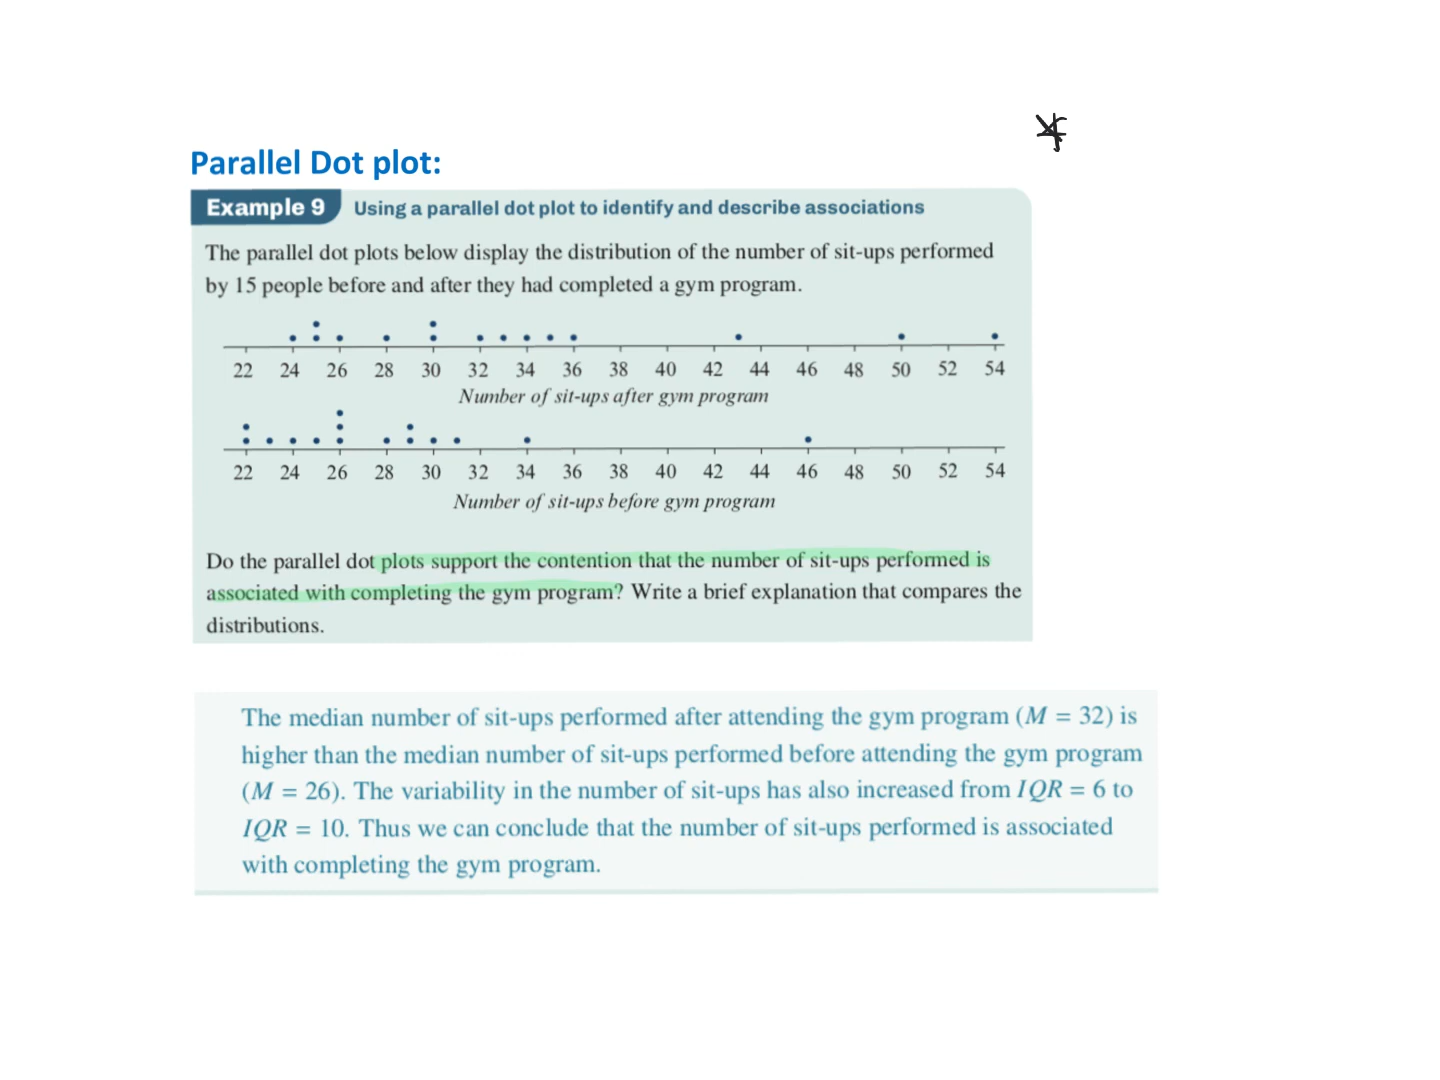 Parallel Dot plot:
Example 9 Using a parallel dot plot to identify and describe associations
The parallel dot plots below display the distribution of the number of sit-ups performed
by 15 people before and after they had completed a gym program.
22 24 26 28 30 32 34 36 38 40 42 44 46 48 50 52 54
Number of sit-ups after gym program
22 24 26 28 30 32 34 36 38 40 42 44 46 48 50 52 54
Number of sit-ups before gym program
Do the parallel dot plots support the contention that the number of sit-ups performed is
associated with completing the gym program? Write a brief explanation that compares the
distributions.
The median number of sit-ups performed after attending the gym program (M = 32) is
higher than the median number of sit-ups performed before attending the gym program
(M = 26). The variability in the number of sit-ups has also increased from IQR = 6 to
IQR = 10. Thus we can conclude that the number of sit-ups performed is associated
with completing the gym program.